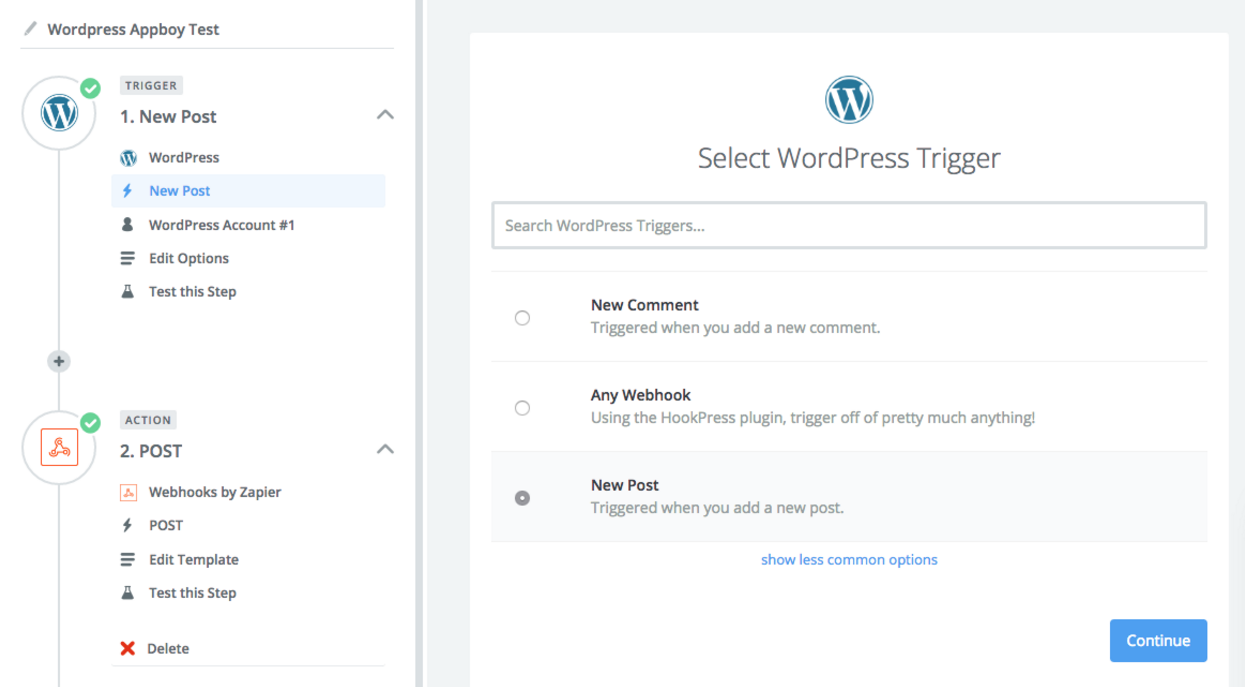 Wordpress Appboy Test
TRIGGER
1. New Post
WordPress
New Post
WordPress Account #1
Edit Options
Test this Step
ACTION
2. POST
Webhooks by Zapier
POST
Edit Template
Test this Step
Delete
Select WordPress Trigger
Search WordPress Triggers...
New Comment
Triggered when you add a new comment.
Any Webhook
Using the HookPress plugin, trigger off of pretty much anything!
New Post
Triggered when you add a new post.
show less common options
Continue